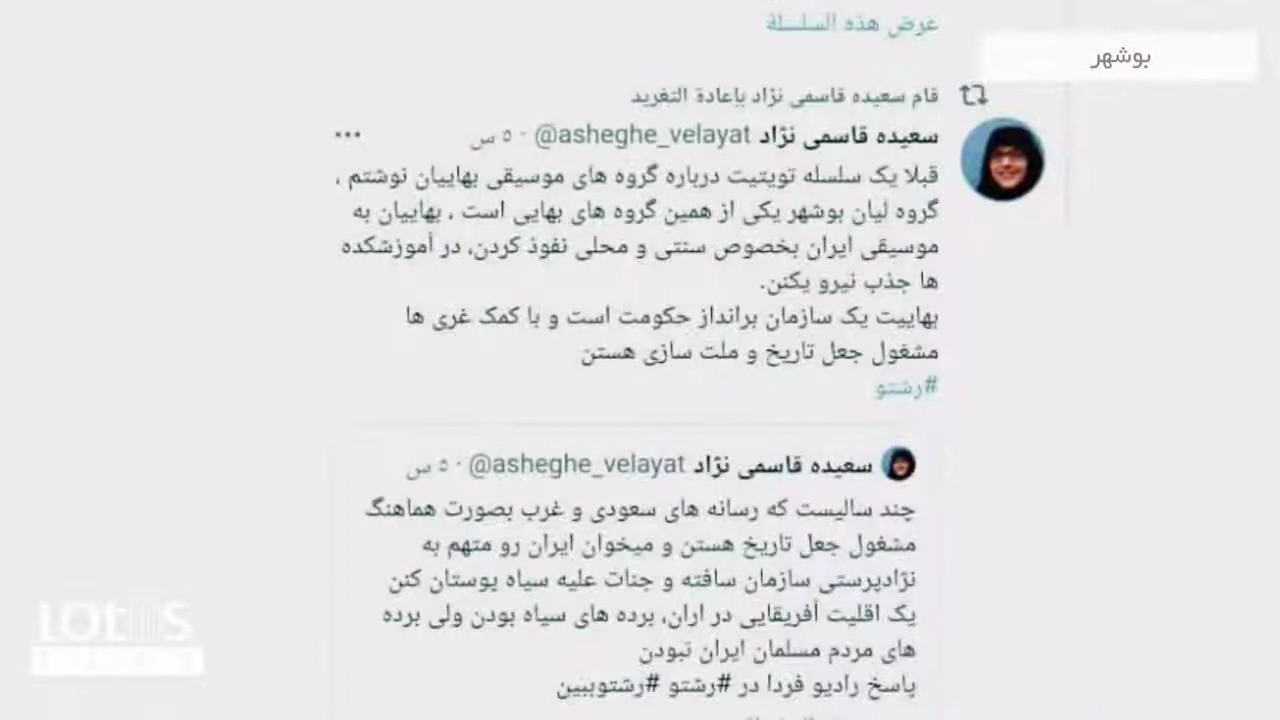 عرض هذه السلسلة
بوشهر
قام سعیده قاسمی نژاد بإعادة التغريد
سعیده قاسمی نژاد @asheghe_velayat · ٥ س
قبلا یک سلسله تویتیت درباره گروه های موسیقی بهاییان نوشتم ،
گروه لیان بوشهر یکی از همین گروه های بهایی است ، بهاییان به
موسیقی ایران بخصوص سنتی و محلی نفوذ کردن، در آموزشکده
ها جذب نیرو یکنن.
بهاییت یک سازمان برانداز حکومت است و با کمک غری ها
مشغول جعل تاریخ و ملت سازی هستن
#رشتو
سعیده قاسمی نژاد @asheghe_velayat · ٥ س
چند سالیست که رسانه های سعودی و غرب بصورت هماهنگ
مشغول جعل تاریخ هستن و میخوان ایران رو متهم به
نژادپرستی سازمان سافته و جنات علیه سیاه پوستان کنن
یک اقلیت آفریقایی در اران، برده های سیاه بودن ولی برده
های مردم مسلمان ایران نبودن
پاسخ رادیو فردا در #رشتو #رشتوببین
LOTUS